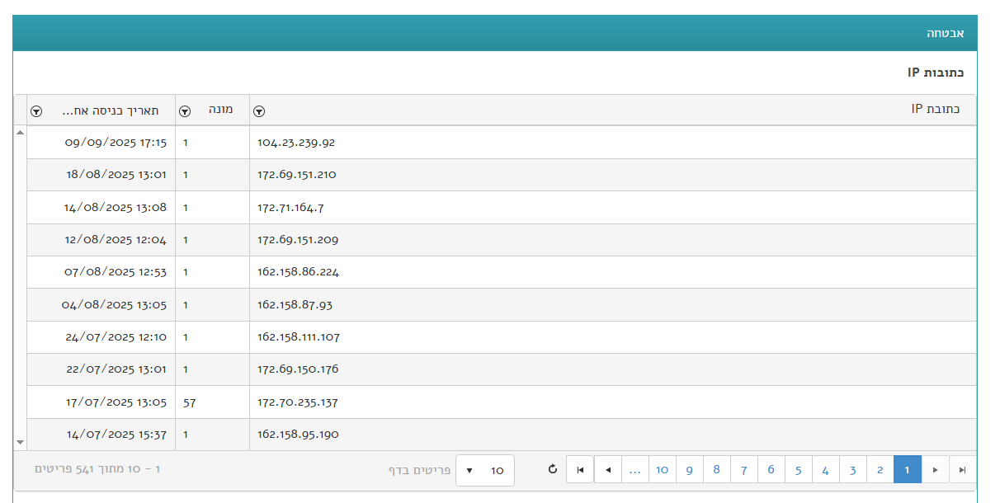 אבטחה
כתובות IP
כתובת IP מונה תאריך כניסה אח...
104.23.239.92 1 09/09/2025 17:15
172.69.151.210 1 18/08/2025 13:01
172.71.164.7 1 14/08/2025 13:08
172.69.151.209 1 12/08/2025 12:04
162.158.86.224 1 07/08/2025 12:53
162.158.87.93 1 04/08/2025 13:05
162.158.111.107 1 24/07/2025 12:10
172.69.150.176 1 22/07/2025 13:01
172.70.235.137 57 17/07/2025 13:05
162.158.95.190 1 14/07/2025 15:37
1 2 3 4 5 6 7 8 9 10 ... 10 פריטים בדף 1 - 10 מתוך 541 פריטים